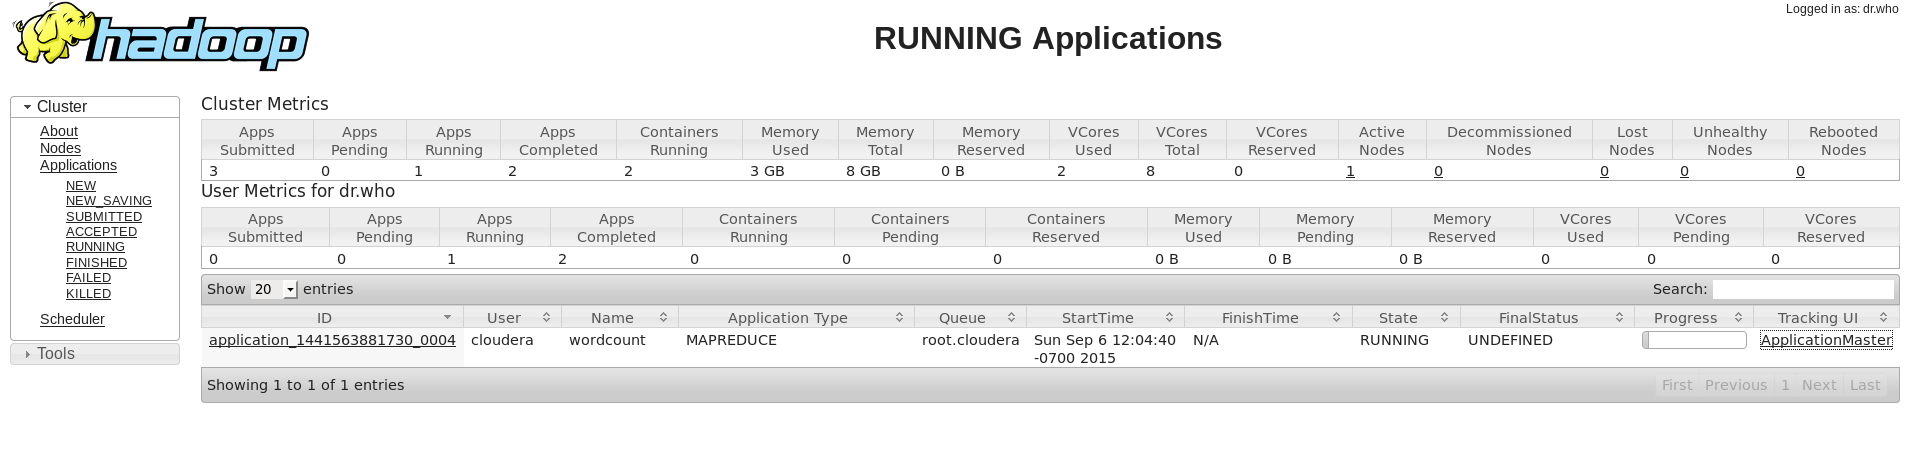 Logged in as: dr.who
hadoop
RUNNING Applications
Cluster
About
Nodes
Applications
NEW
NEW_SAVING
SUBMITTED
ACCEPTED
RUNNING
FINISHED
FAILED
KILLED
Scheduler
Tools
Cluster Metrics
Apps Submitted Apps Pending Apps Running Apps Completed Containers Running Memory Used Memory Total Memory Reserved VCores Used VCores Total VCores Reserved Active Nodes Decommissioned Nodes Lost Nodes Unhealthy Nodes Rebooted Nodes
3 0 1 2 2 3 GB 8 GB 0 B 2 8 0 1 0 0 0 0
User Metrics for dr.who
Apps Submitted Apps Pending Apps Running Apps Completed Containers Running Containers Pending Containers Reserved Memory Used Memory Pending Memory Reserved VCores Used VCores Pending VCores Reserved
0 0 1 2 0 0 0 0 B 0 B 0 B 0 0 0
Show 20 entries Search:
ID User Name Application Type Queue StartTime FinishTime State FinalStatus Progress Tracking UI
application_1441563881730_0004 cloudera wordcount MAPREDUCE root.cloudera Sun Sep 6 12:04:40 -0700 2015 N/A RUNNING UNDEFINED ApplicationMaster
Showing 1 to 1 of 1 entries First Previous 1 Next Last